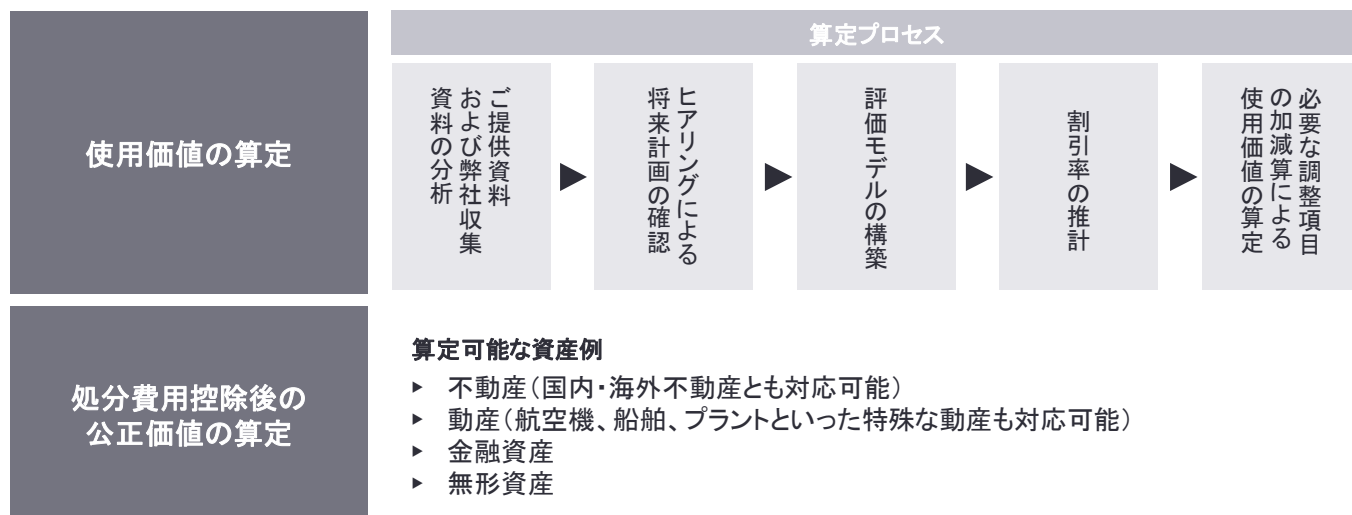 使用価値の算定
算定プロセス
ご提供資料
および弊社収集
資料の分析
ヒアリングによる
将来計画の確認
評価モデルの構築
割引率の推計
必要な調整項目
の加減算による
使用価値の算定
処分費用控除後の
公正価値の算定
算定可能な資産例
▶ 不動産（国内・海外不動産とも対応可能）
▶ 動産（航空機、船舶、プラントといった特殊な動産も対応可能）
▶ 金融資産
▶ 無形資産